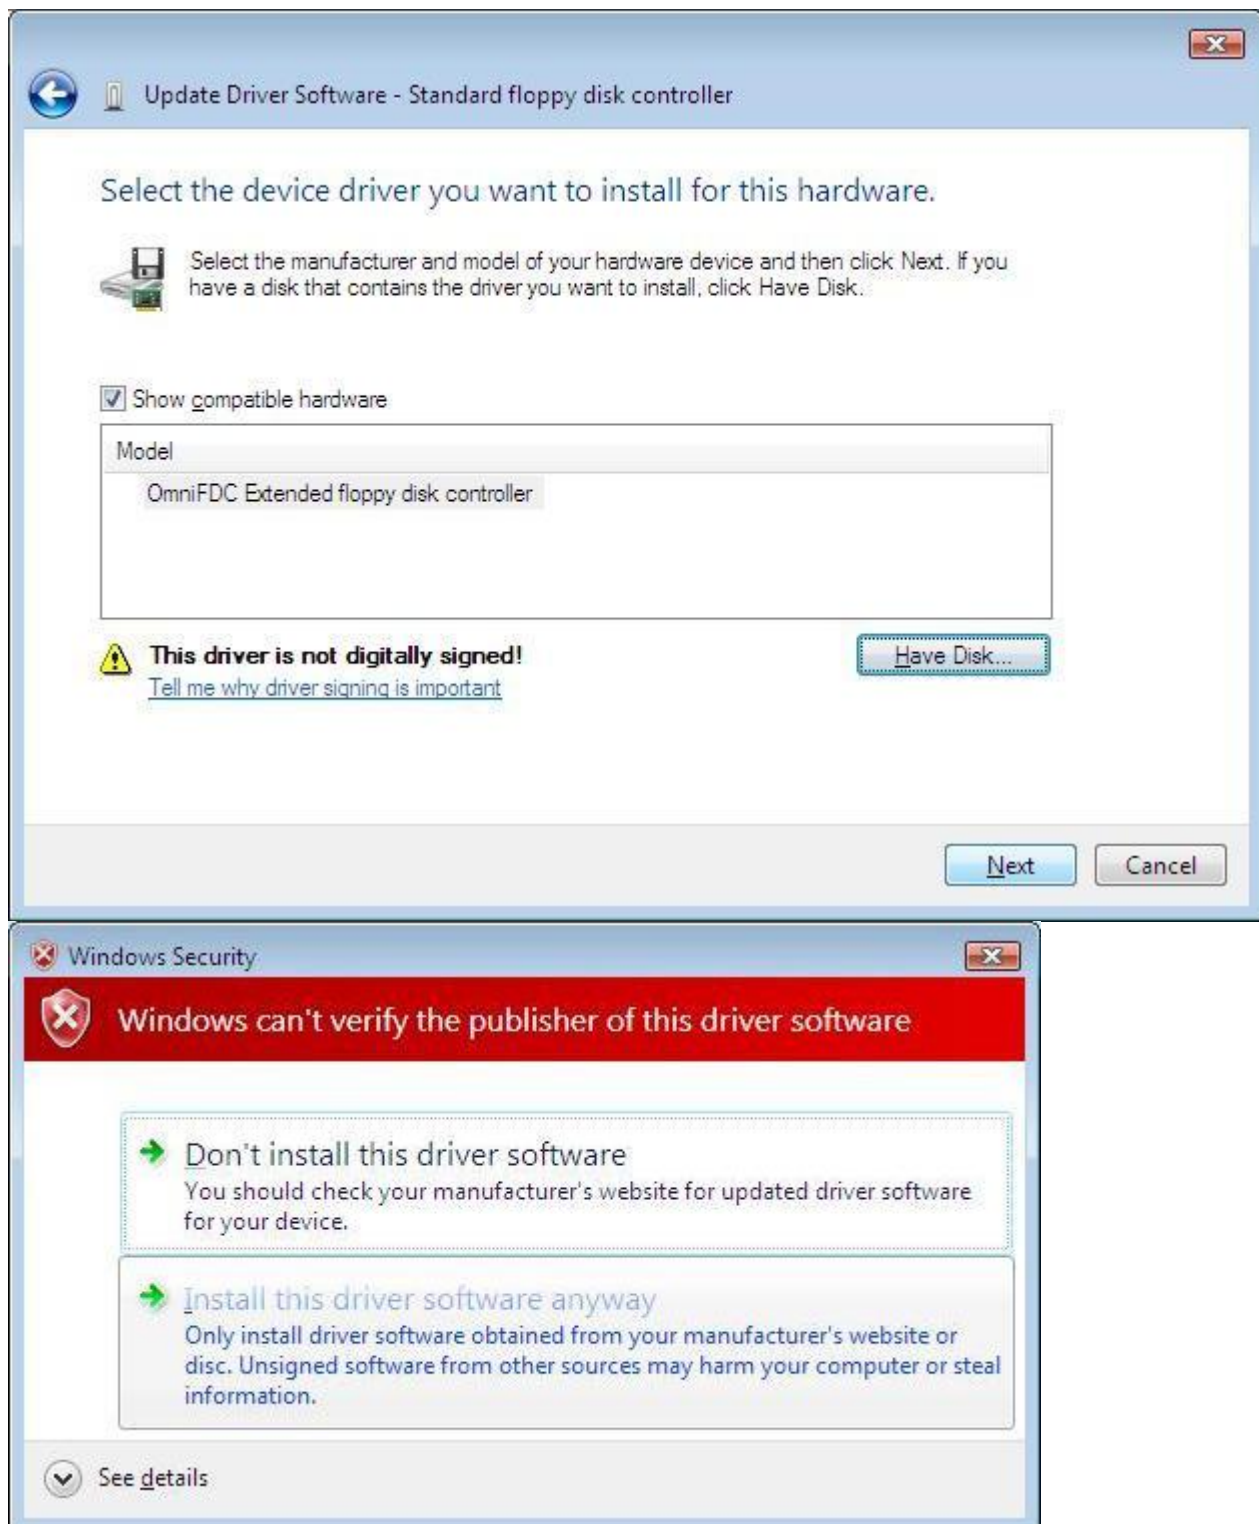 Update Driver Software - Standard floppy disk controller
Select the device driver you want to install for this hardware.
Select the manufacturer and model of your hardware device and then click Next. If you
have a disk that contains the driver you want to install, click Have Disk.
Show compatible hardware
Model
OmniFDC Extended floppy disk controller
This driver is not digitally signed!
Have Disk...
Tell me why driver signing is important
Next
Cancel
Windows Security
Windows can't verify the publisher of this driver software
Don't install this driver software
You should check your manufacturer's website for updated driver software
for your device.
Install this driver software anyway
Only install driver software obtained from your manufacturer's website or
disc. Unsigned software from other sources may harm your computer or steal
information.
See details